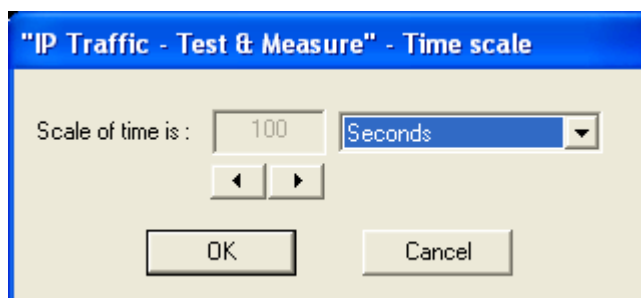 "IP Traffic - Test & Measure" - Time scale
Scale of time is : 100 Seconds
OK Cancel